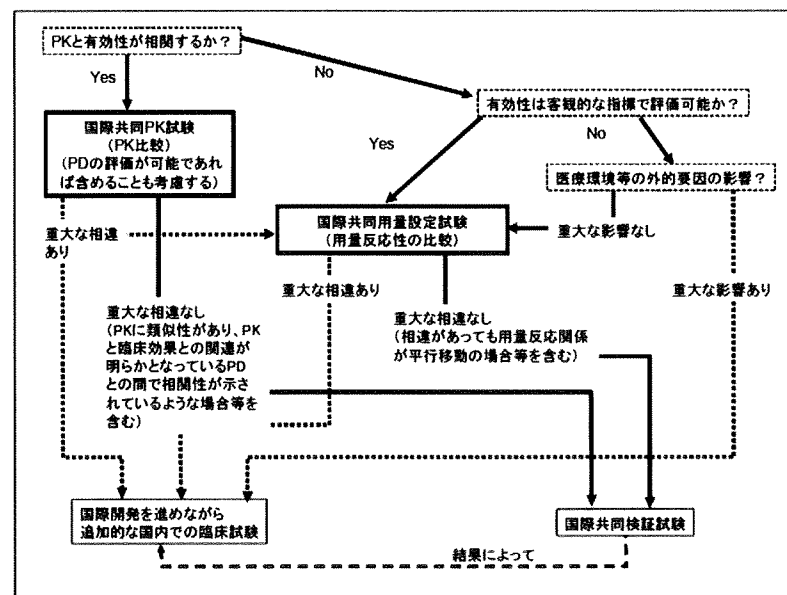 PKと有効性が相関するか？
Yes
No
有効性は客観的な指標で評価可能か？
Yes
No
国際共同PK試験
(PK比較)
(PDの評価が可能であれ
ば含めることも考慮する)
医療環境等の外的要因の影響？
重大な相違
あり
国際共同用量設定試験
(用量反応性の比較)
重大な影響なし
重大な相違あり
重大な影響あり
重大な相違なし
(PKに類似性があり、PK
と臨床効果との関連が
明らかとなっているPD
との間で相関性が示さ
れているような場合等を
含む)
重大な相違なし
(相違があっても用量反応関係
が平行移動の場合等を含む)
国際開発を進めながら
追加的な国内での臨床試験
国際共同検証試験
結果によって